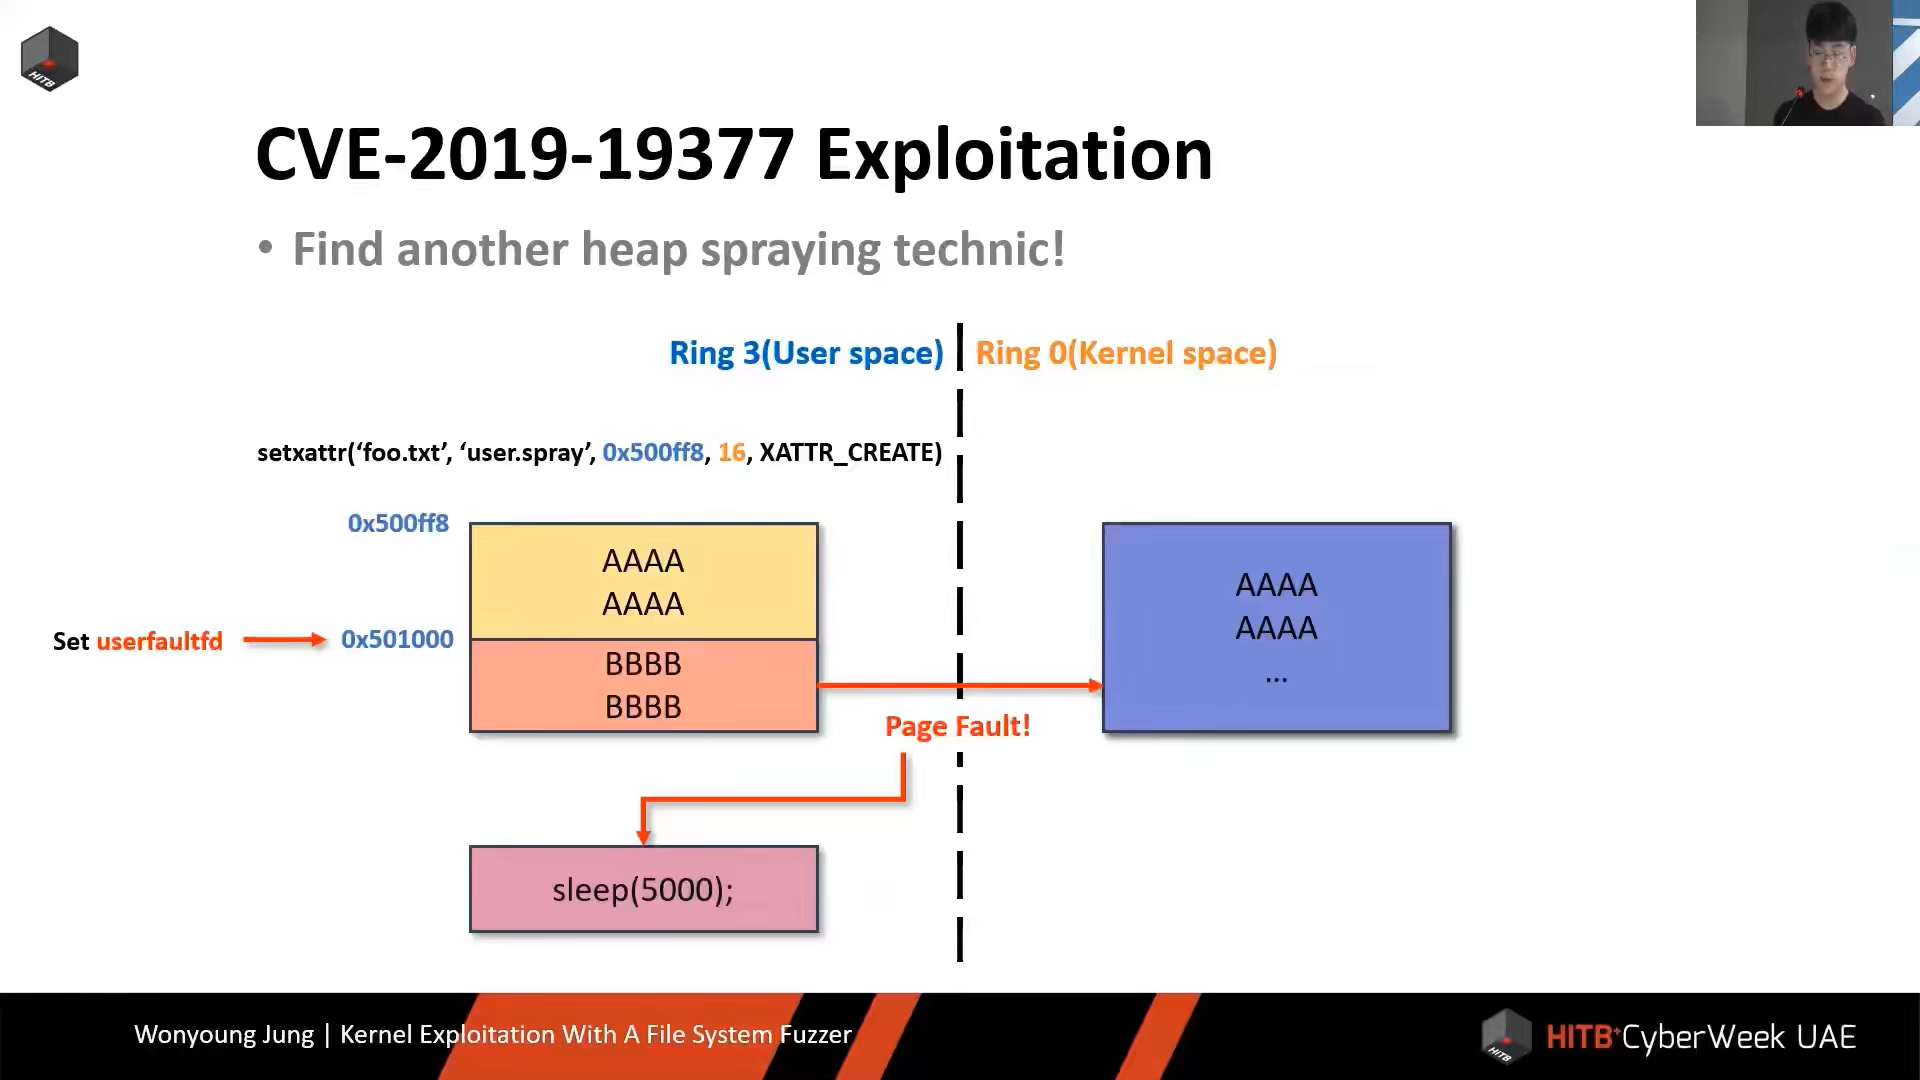 HITB
CVE-2019-19377 Exploitation
• Find another heap spraying technic!
Ring 3(User space)
Ring 0(Kernel space)
setxattr(‘foo.txt’, ‘user.spray’, 0x500ff8, 16, XATTR_CREATE)
0x500ff8
AAAA
AAAA
Set userfaultfd
0x501000
BBBB
BBBB
AAAA
AAAA
...
Page Fault!
sleep(5000);
Wonyoung Jung | Kernel Exploitation With A File System Fuzzer
HITB
HITB+CyberWeek UAE